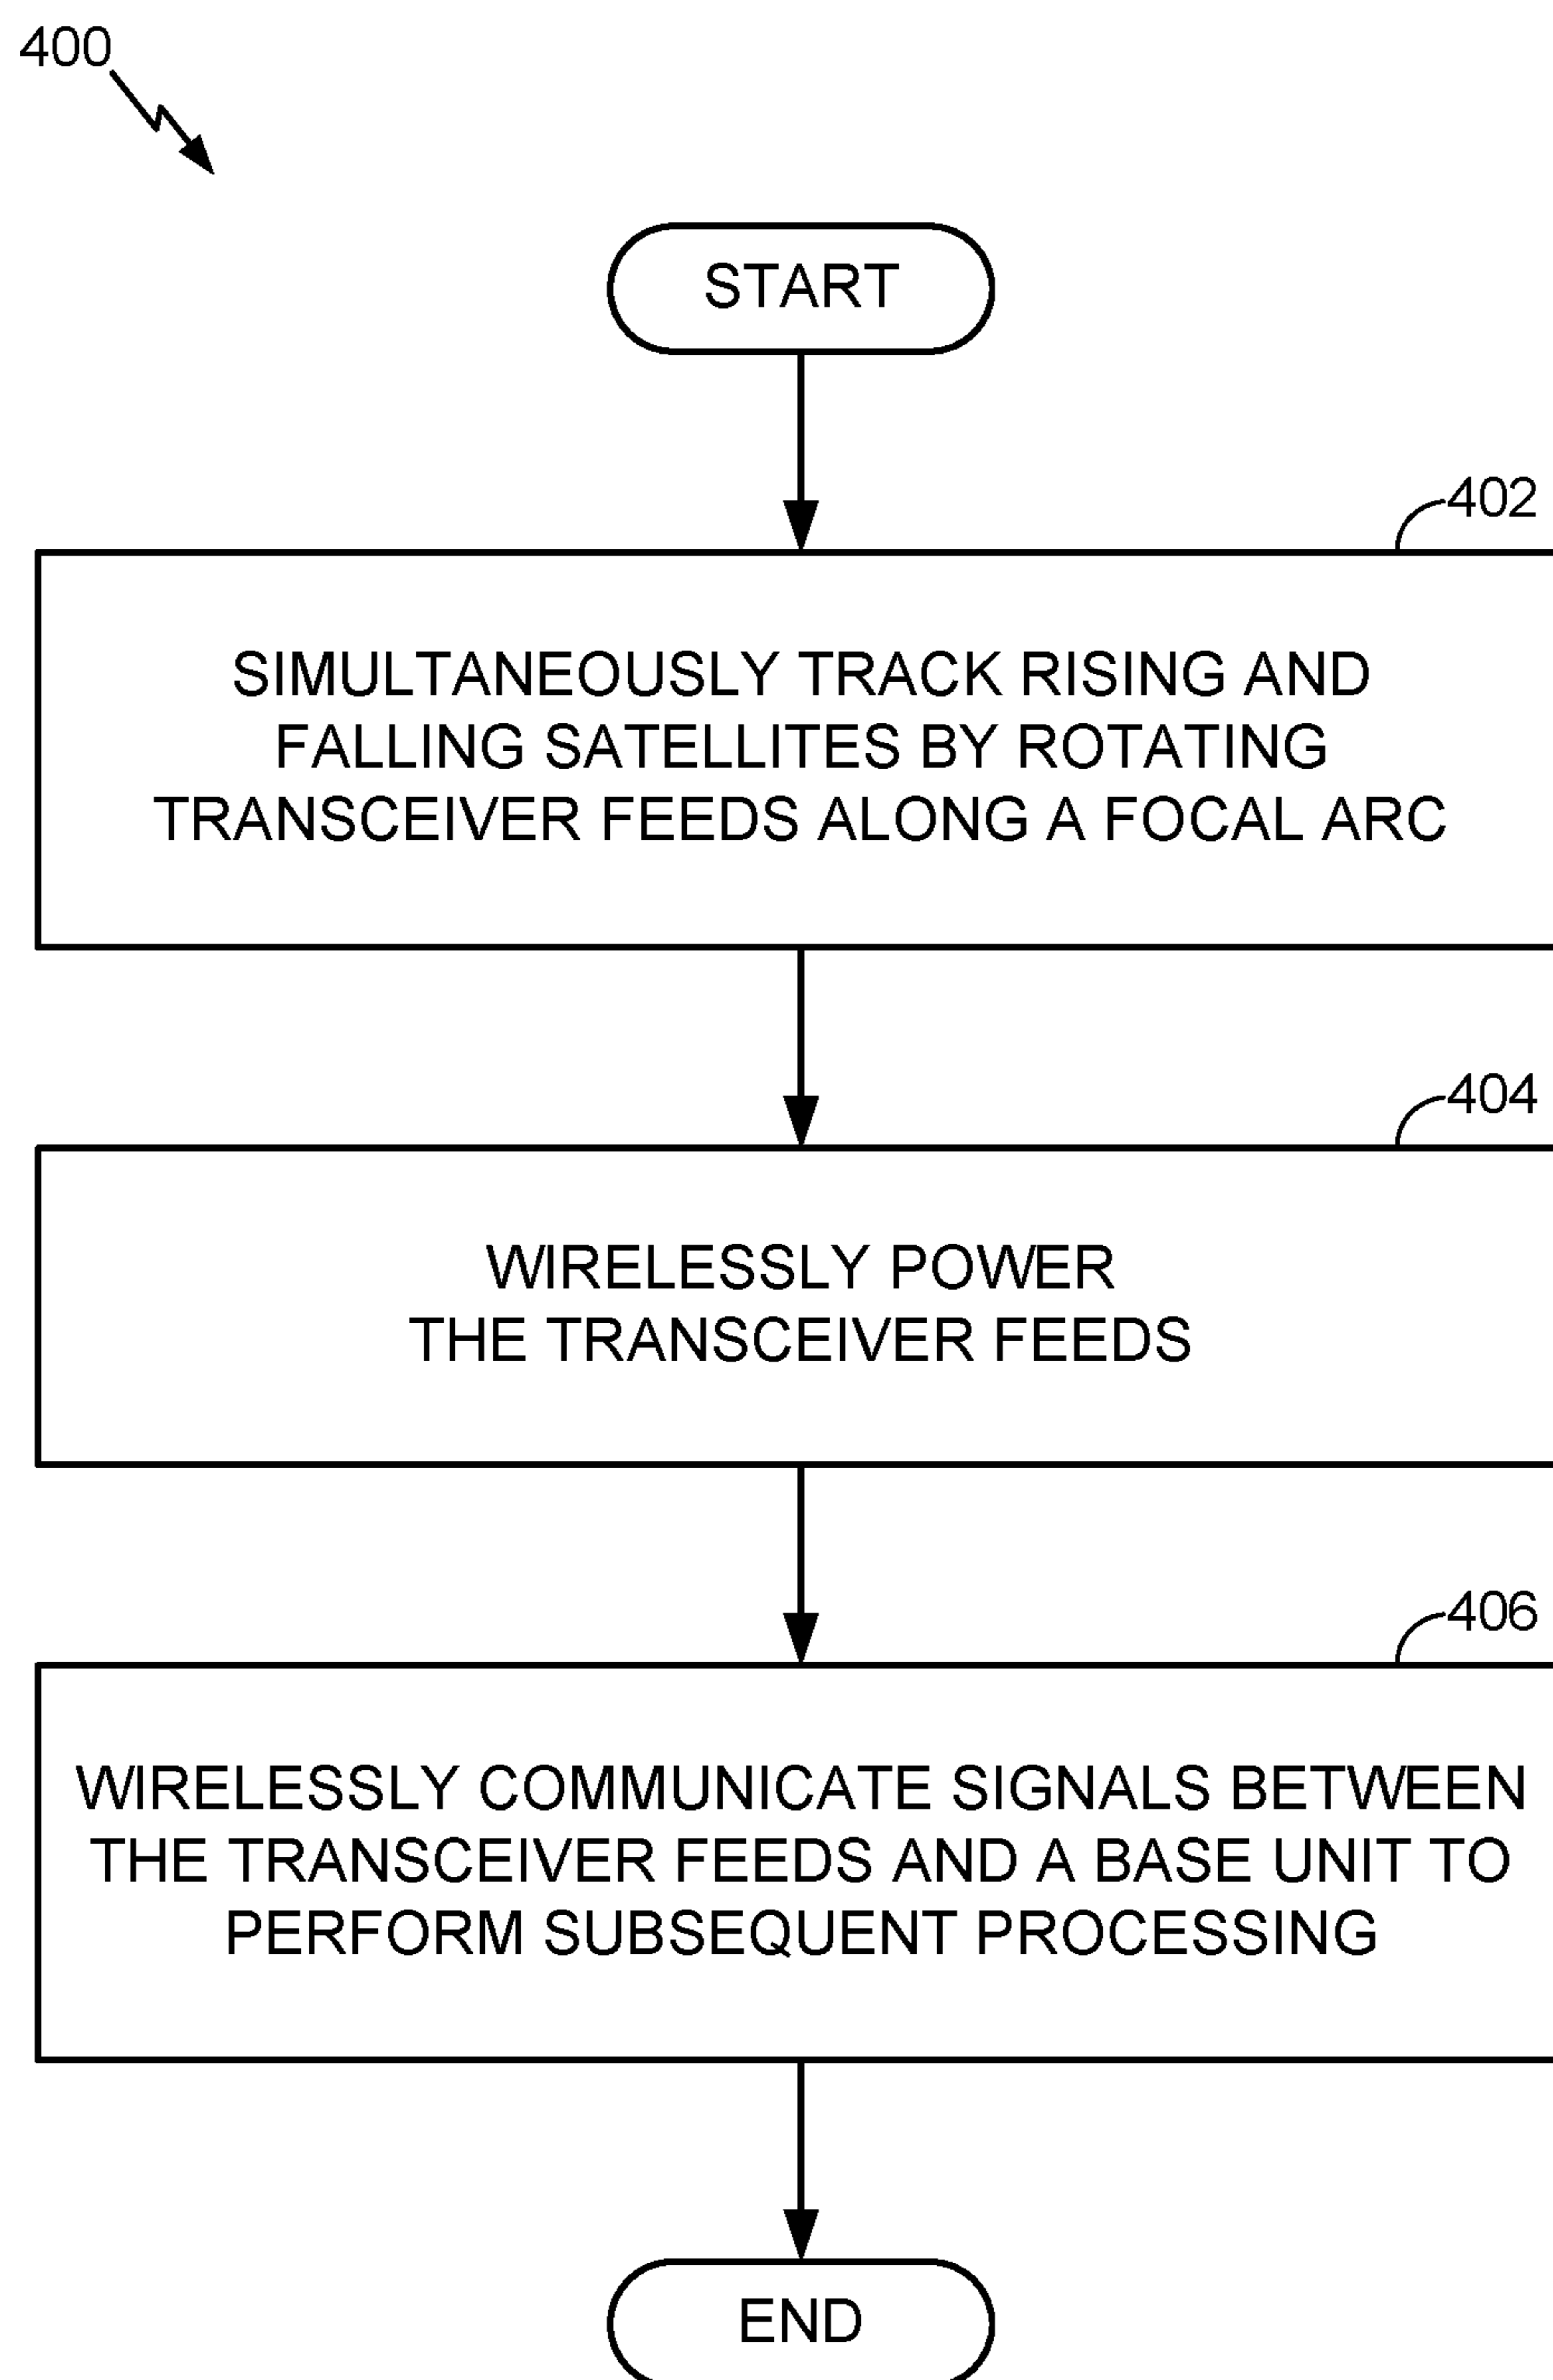 400
START
402
SIMULTANEOUSLY TRACK RISING AND
FALLING SATELLITES BY ROTATING
TRANSCEIVER FEEDS ALONG A FOCAL ARC
404
WIRELESSLY POWER
THE TRANSCEIVER FEEDS
406
WIRELESSLY COMMUNICATE SIGNALS BETWEEN
THE TRANSCEIVER FEEDS AND A BASE UNIT TO
PERFORM SUBSEQUENT PROCESSING
END